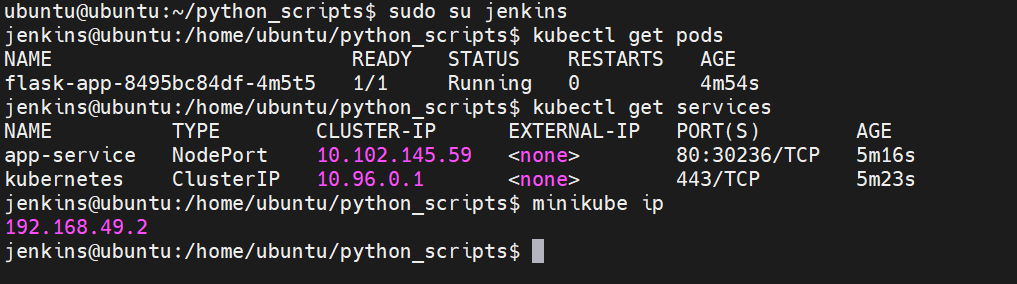 ubuntu@ubuntu:~/python_scripts$ sudo su jenkins
jenkins@ubuntu:/home/ubuntu/python_scripts$ kubectl get pods
NAME                         READY   STATUS    RESTARTS   AGE
flask-app-8495bc84df-4m5t5   1/1     Running   0          4m54s
jenkins@ubuntu:/home/ubuntu/python_scripts$ kubectl get services
NAME          TYPE        CLUSTER-IP      EXTERNAL-IP   PORT(S)        AGE
app-service   NodePort    10.102.145.59   <none>        80:30236/TCP   5m16s
kubernetes    ClusterIP   10.96.0.1       <none>        443/TCP        5m23s
jenkins@ubuntu:/home/ubuntu/python_scripts$ minikube ip
192.168.49.2
jenkins@ubuntu:/home/ubuntu/python_scripts$